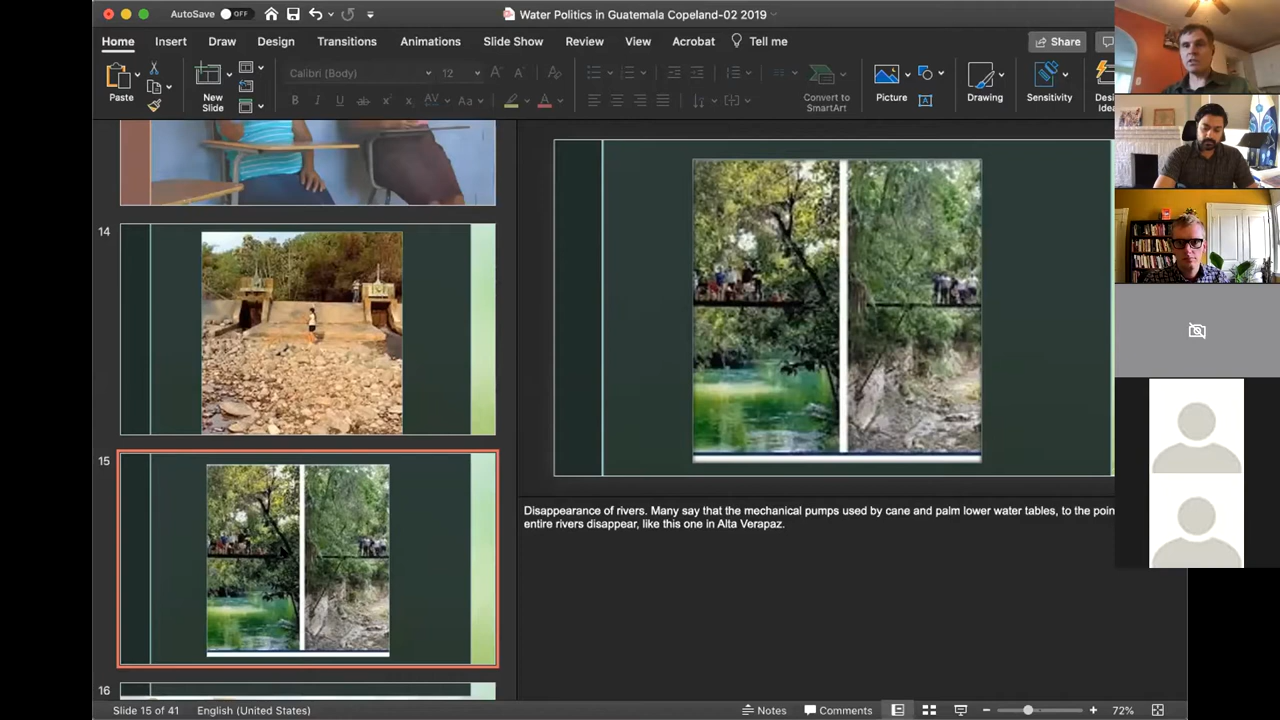 AutoSave OFF
Water Politics in Guatemala Copeland-02 2019
Home Insert Draw Design Transitions Animations Slide Show Review View Acrobat Tell me Share
Calibri (Body) 12
Paste New Slide B I U ab AV Aa A Convert to SmartArt Picture Drawing Sensitivity
14
15
16
Disappearance of rivers. Many say that the mechanical pumps used by cane and palm lower water tables, to the
entire rivers disappear, like this one in Alta Verapaz.
Slide 15 of 41 English (United States) Notes Comments 72%